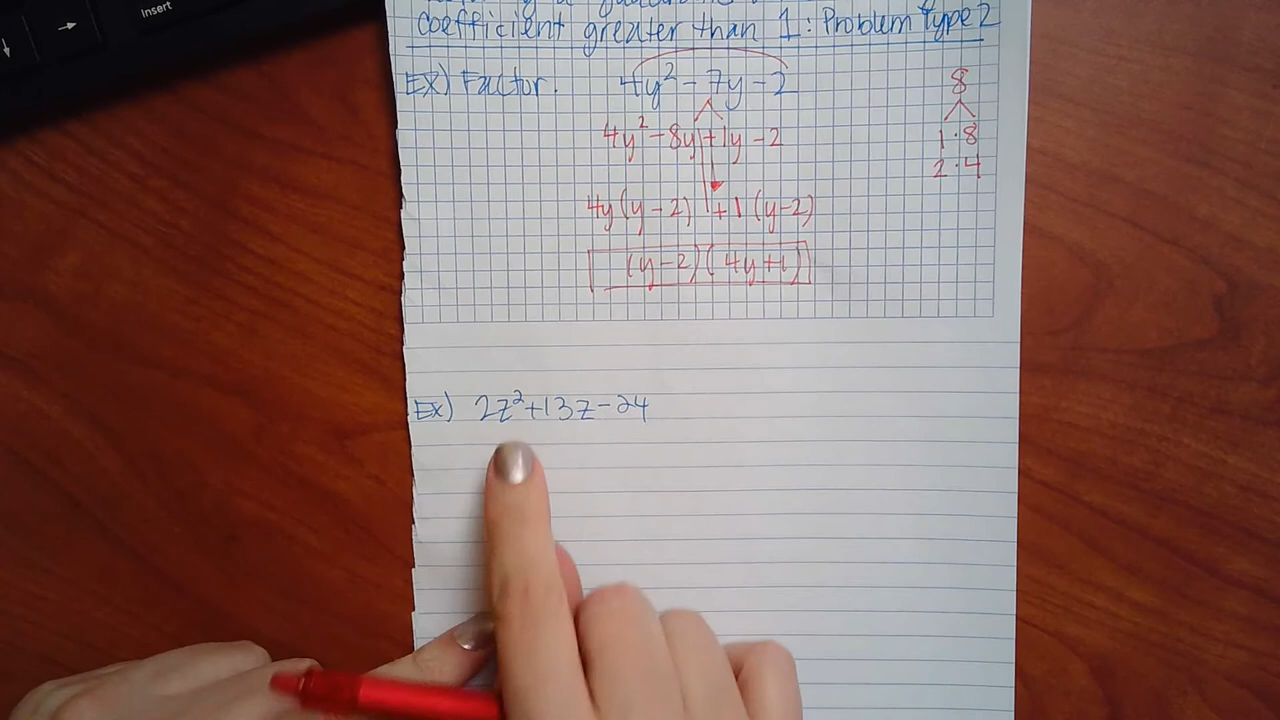 Insert
coefficient greater than 1: Problem type 2
EX) Factor. 4y² - 7y - 2
8
4y² - 8y + 1y - 2
1 · 8
2 · 4
4y (y - 2) + 1 (y - 2)
(y - 2) (4y + 1)
Ex) 2z² + 13z - 24